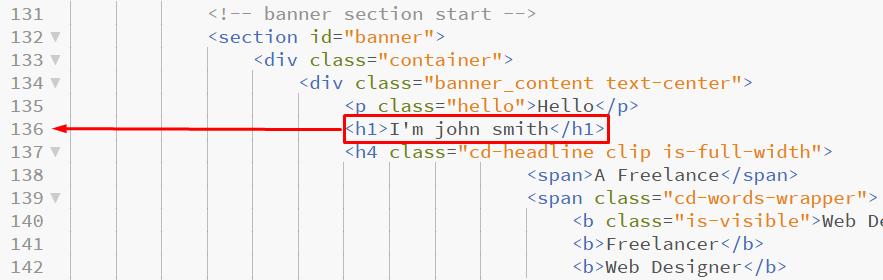 131 <!-- banner section start -->
132 <section id="banner">
133 <div class="container">
134 <div class="banner_content text-center">
135 <p class="hello">Hello</p>
136 <h1>I'm john smith</h1>
137 <h4 class="cd-headline clip is-full-width">
138 <span>A Freelance</span>
139 <span class="cd-words-wrapper">
140 <b class="is-visible">Web De
141 <b>Freelancer</b>
142 <b>Web Designer</b>